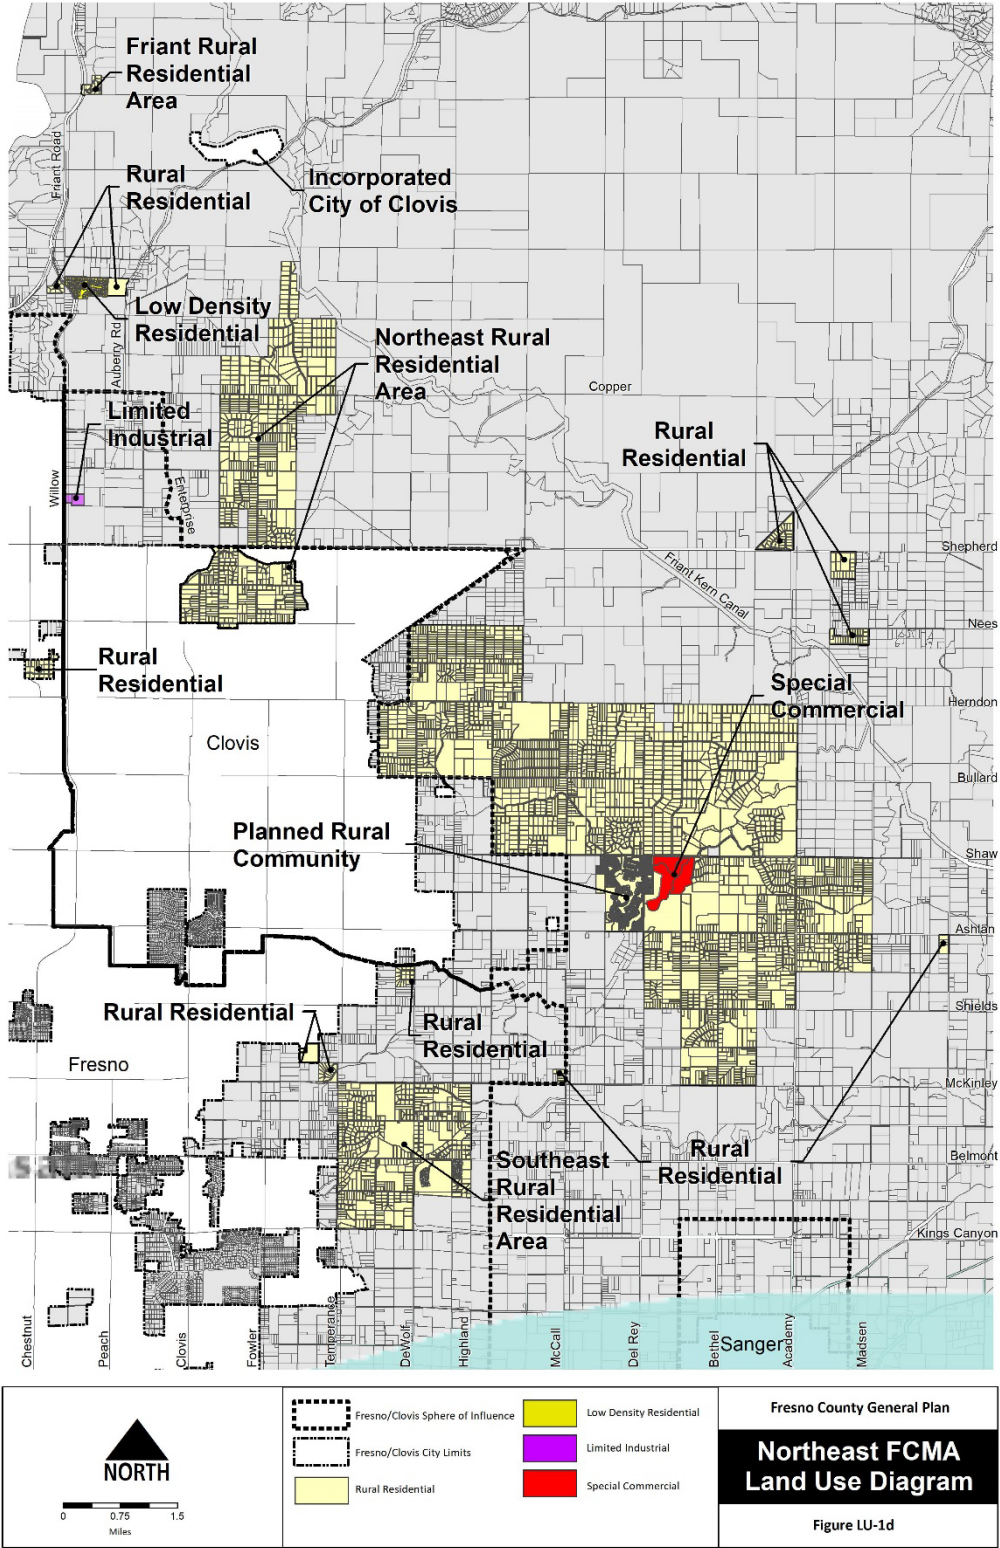 Friant Rural
Residential
Area
Friant Road
Rural
Residential
Incorporated
City of Clovis
Low Density
Residential
Auberry Rd
Northeast Rural
Residential
Area
Copper
Limited
Industrial
Rural
Residential
Willow
Enterprise
Shepherd
Friant Kern Canal
Nees
Rural
Residential
Special
Commercial
Herndon
Clovis
Bullard
Planned Rural
Community
Shaw
Ashlan
Rural Residential
Rural
Residential
Shields
Fresno
McKinley
Rural
Residential
Belmont
Southeast
Rural
Residential
Area
Kings Canyon
Chestnut
Peach
Clovis
Fowler
Temperance
DeWolf
Highland
McCall
Del Rey
Bethel
Sanger
Academy
Madsen
NORTH
0 0.75 1.5
Miles
Fresno/Clovis Sphere of Influence
Fresno/Clovis City Limits
Rural Residential
Low Density Residential
Limited Industrial
Special Commercial
Fresno County General Plan
Northeast FCMA
Land Use Diagram
Figure LU-1d